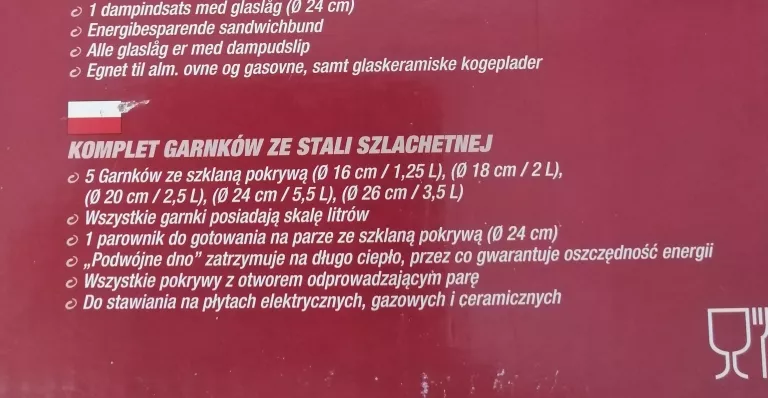 1 dampindsats med glaslåg (Ø 24 cm)
Energibesparende sandwichbund
Alle glaslåg er med dampudslip
Egnet til alm. ovne og gasovne, samt glaskeramiske kogeplader
KOMPLET GARNKÓW ZE STALI SZLACHETNEJ
5 Garnków ze szklaną pokrywą (Ø 16 cm / 1,25 L), (Ø 18 cm / 2 L),
(Ø 20 cm / 2,5 L), (Ø 24 cm / 5,5 L), (Ø 26 cm / 3,5 L)
Wszystkie garnki posiadają skalę litrów
1 parownik do gotowania na parze ze szklaną pokrywą (Ø 24 cm)
„Podwójne dno” zatrzymuje na długo ciepło, przez co gwarantuje oszczędność energii
Wszystkie pokrywy z otworem odprowadzającym parę
Do stawiania na płytach elektrycznych, gazowych i ceramicznych